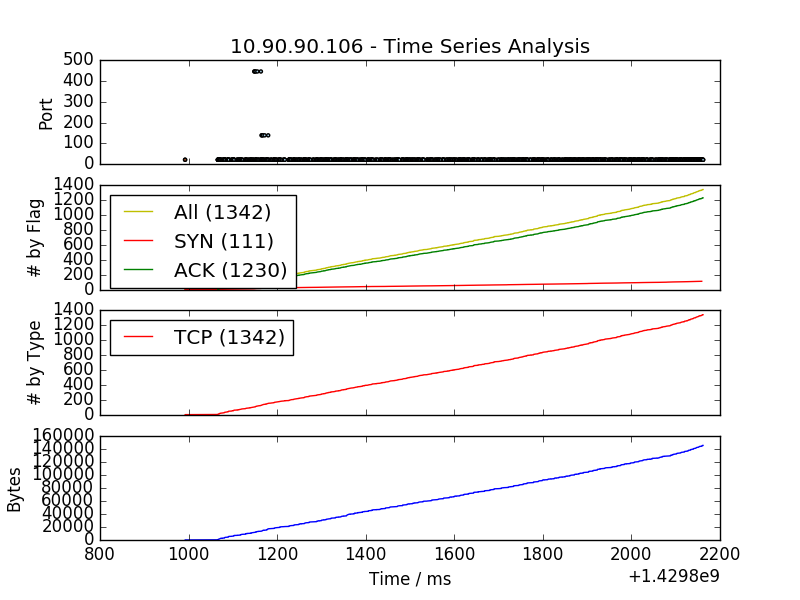 10.90.90.106 - Time Series Analysis
500
400
300
200
100
0
Port
1400
1200
1000
800
600
400
200
0
# by Flag
All (1342)
SYN (111)
ACK (1230)
1400
1200
1000
800
600
400
200
0
# by Type
TCP (1342)
160000
140000
120000
100000
80000
60000
40000
20000
0
Bytes
800 1000 1200 1400 1600 1800 2000 2200
Time / ms
+1.4298e9